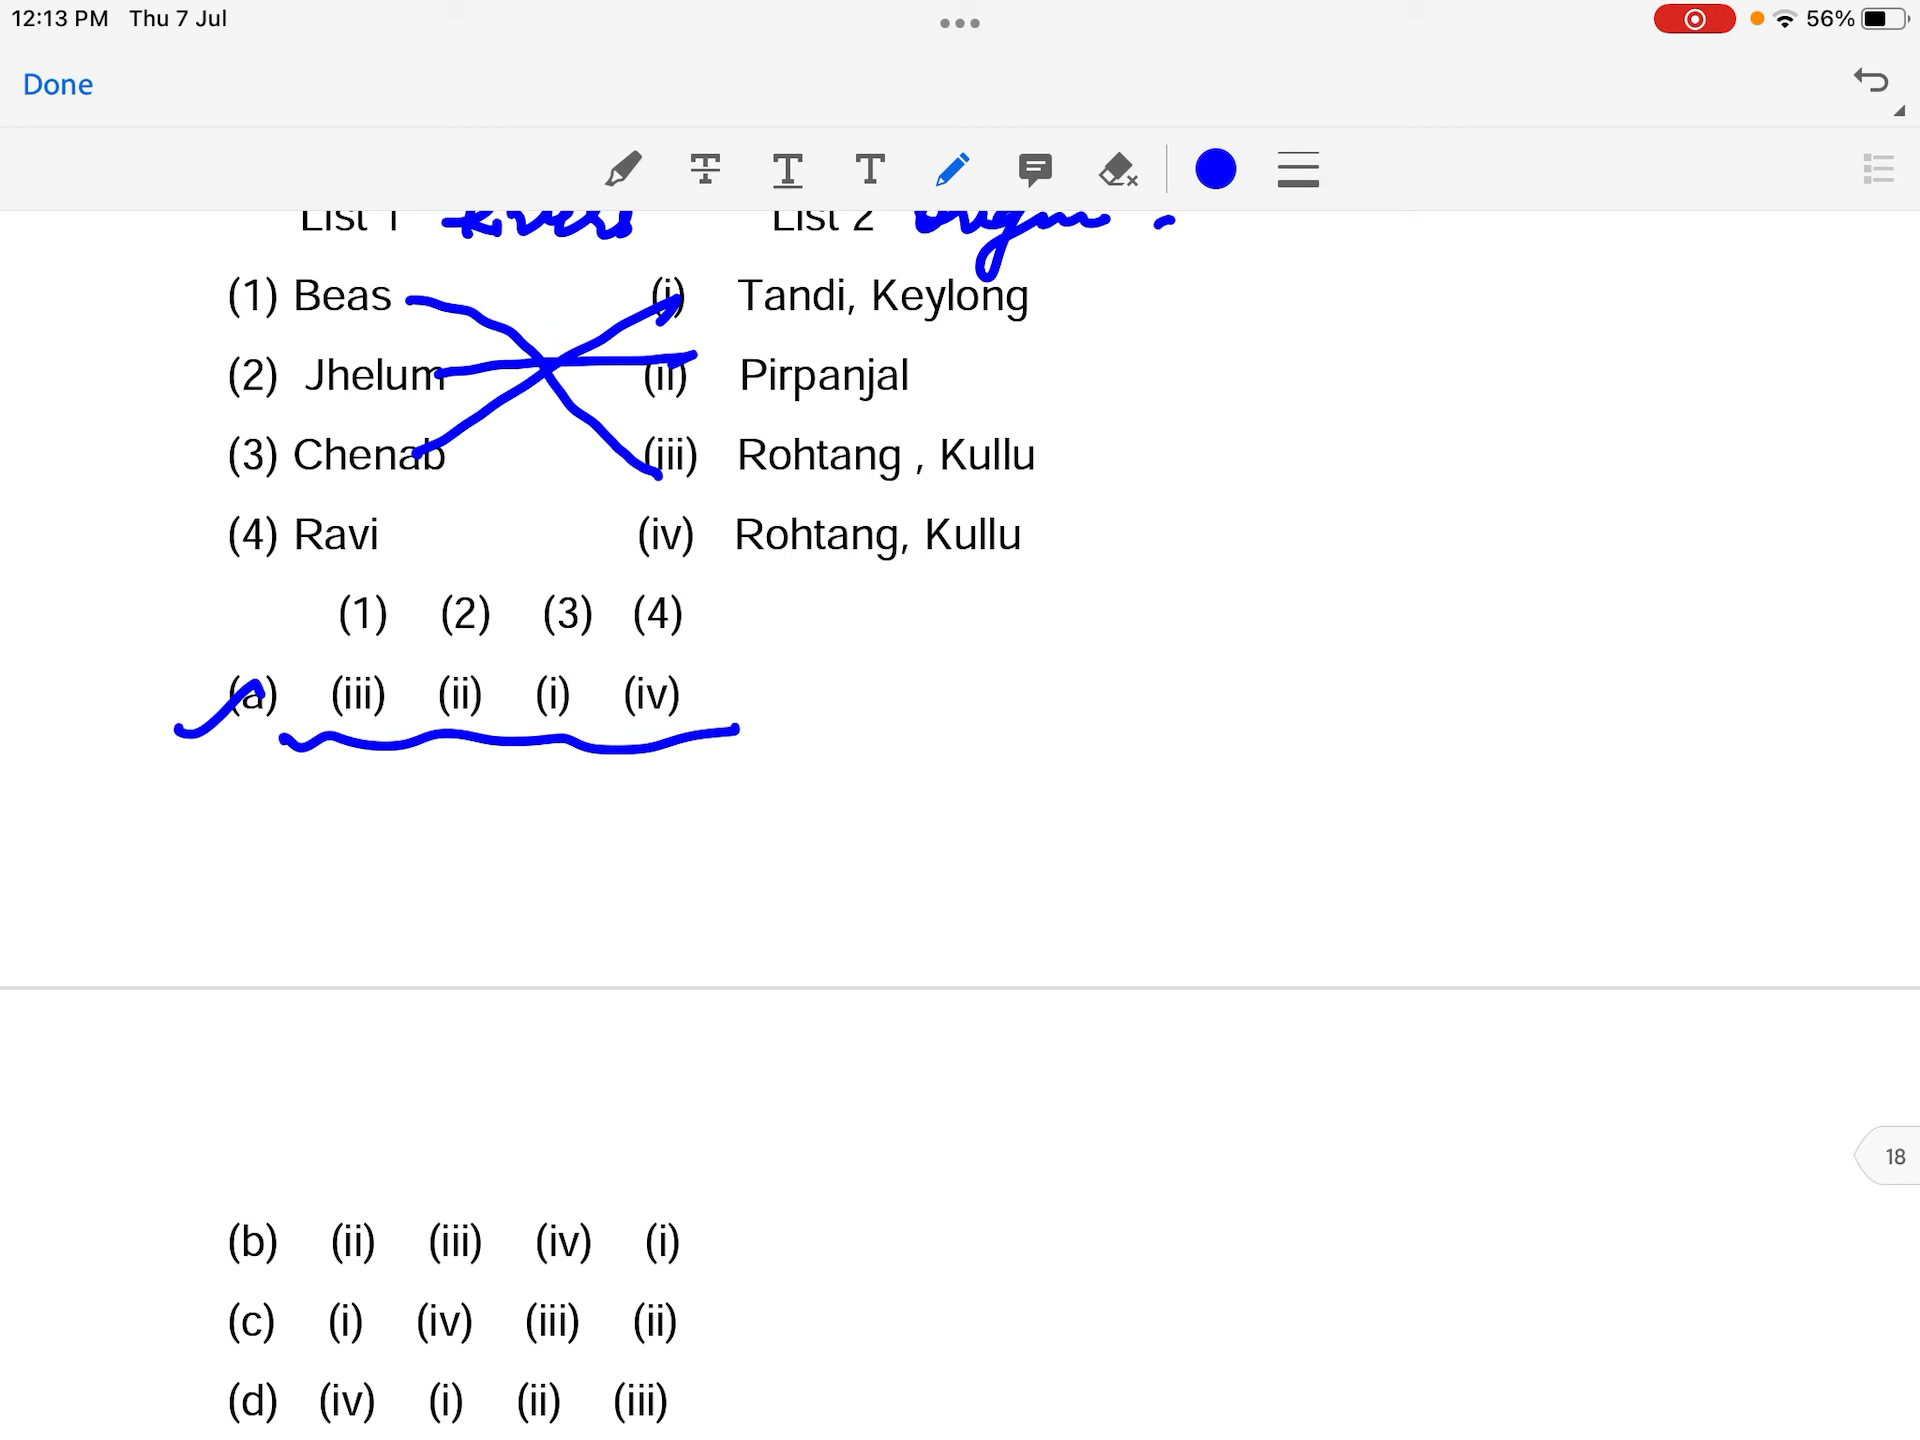 12:13 PM Thu 7 Jul
56%
Done
List 1 List 2
(1) Beas (i) Tandi, Keylong
(2) Jhelum (ii) Pirpanjal
(3) Chenab (iii) Rohtang , Kullu
(4) Ravi (iv) Rohtang, Kullu
(1) (2) (3) (4)
(a) (iii) (ii) (i) (iv)
18
(b) (ii) (iii) (iv) (i)
(c) (i) (iv) (iii) (ii)
(d) (iv) (i) (ii) (iii)